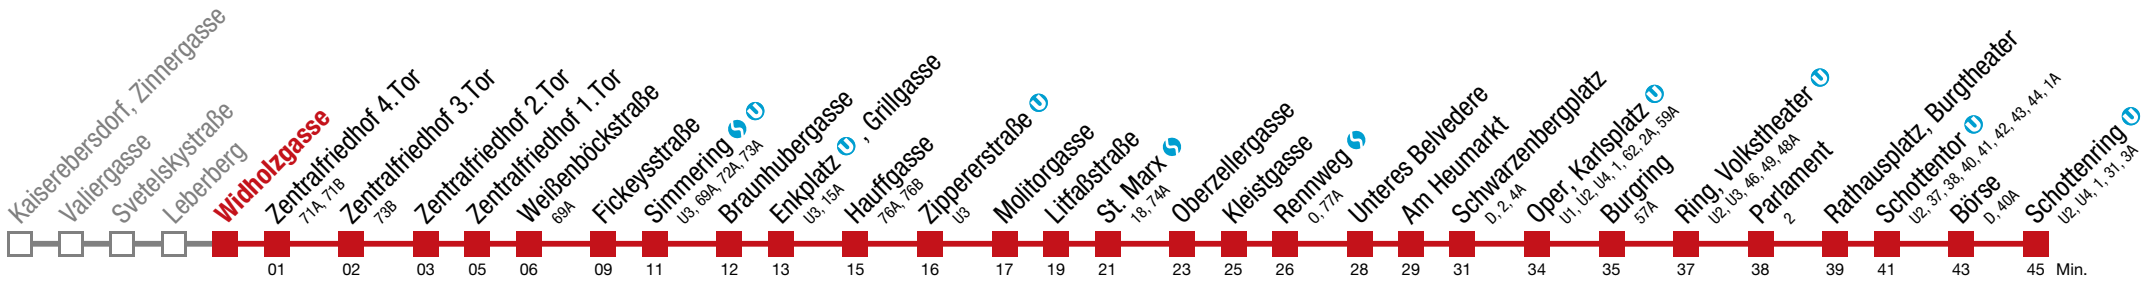 Kaiserebersdorf, Zinnergasse
Valiergasse
Svetelskystraße
Leberberg
Widholzgasse
Zentralfriedhof 4.Tor
71A, 71B
Zentralfriedhof 3.Tor
73B
Zentralfriedhof 2.Tor
Zentralfriedhof 1.Tor
Weißenböckstraße
69A
Fickeysstraße
Simmering S U
U3, 69A, 72A, 73A
Braunhubergasse
Enkplatz U , Grillgasse
U3, 15A
Hauffgasse
76A, 76B
Zippererstraße U
U3
Molitorgasse
Litfaßstraße
St. Marx S
18, 74A
Oberzellergasse
Kleistgasse
Rennweg S
O, 77A
Unteres Belvedere
Am Heumarkt
Schwarzenbergplatz
D, 2, 4A
Oper, Karlsplatz U
U1, U2, U4, 1, 62, 2A, 59A
Burgring
57A
Ring, Volkstheater U
U2, U3, 46, 49, 48A
Parlament
2
Rathausplatz, Burgtheater
Schottentor U
U2, 37, 38, 40, 41, 42, 43, 44, 1A
Börse
D, 40A
Schottenring U
U2, U4, 1, 31, 3A
01 02 03 05 06 09 11 12 13 15 16 17 19 21 23 25 26 28 29 31 34 35 37 38 39 41 43 45 Min.